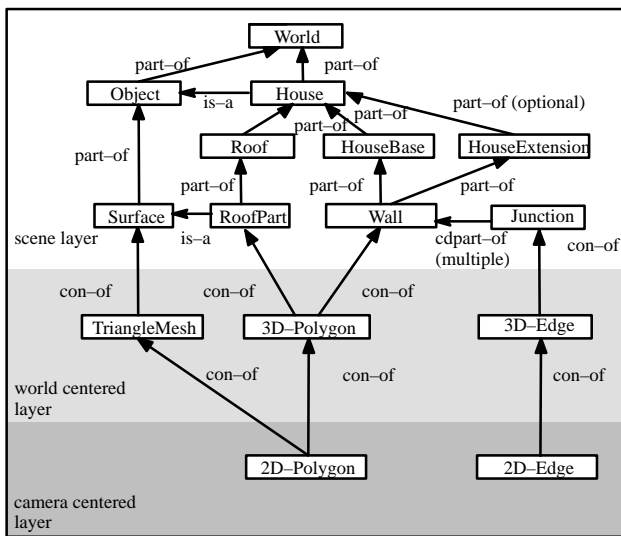 World
part–of
part–of
Object
is–a
House
part–of (optional)
part–of
part–of
Roof
HouseBase
HouseExtension
part–of
part–of
part–of
part–of
Surface
RoofPart
Wall
Junction
scene layer
is–a
cdpart–of
(multiple)
con–of
con–of
con–of
con–of
TriangleMesh
3D–Polygon
3D–Edge
con–of
con–of
con–of
world centered
layer
2D–Polygon
2D–Edge
camera centered
layer